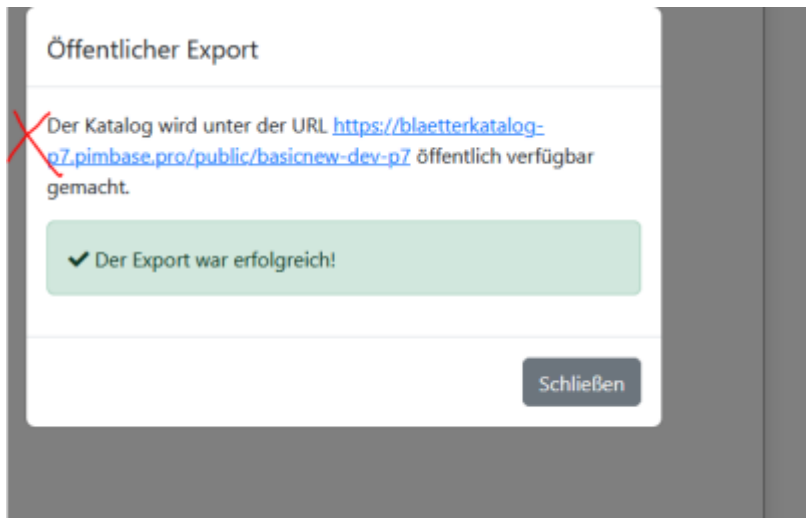 Öffentlicher Export
Der Katalog wird unter der URL https://blaetterkatalog-
p7.pimbase.pro/public/basicnew-dev-p7 öffentlich verfügbar
gemacht.
Der Export war erfolgreich!
Schließen